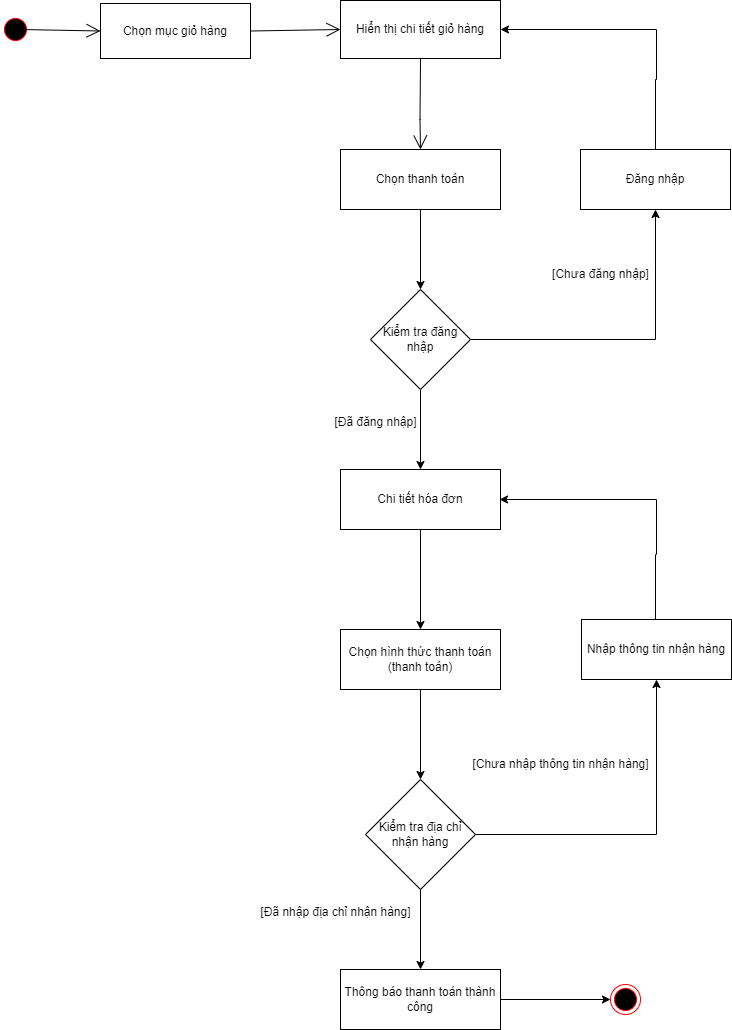 Chọn mục giỏ hàng
Hiển thị chi tiết giỏ hàng
Chọn thanh toán
Đăng nhập
[Chưa đăng nhập]
Kiểm tra đăng
nhập
[Đã đăng nhập]
Chi tiết hóa đơn
Chọn hình thức thanh toán
(thanh toán)
Nhập thông tin nhận hàng
[Chưa nhập thông tin nhận hàng]
Kiểm tra địa chỉ
nhận hàng
[Đã nhập địa chỉ nhận hàng]
Thông báo thanh toán thành
công